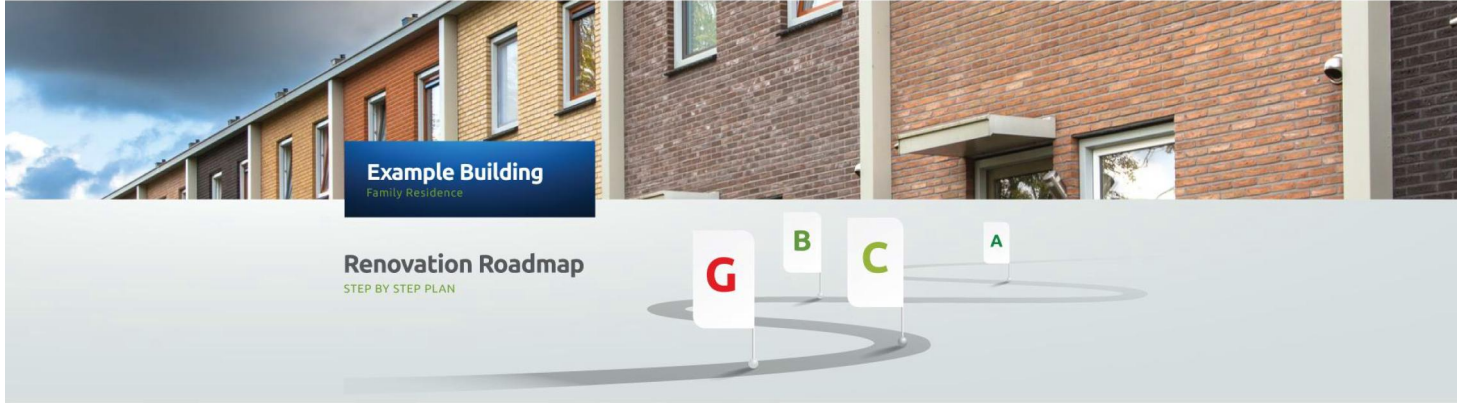 Example Building
Family Residence
Renovation Roadmap
STEP BY STEP PLAN
G
B
C
A